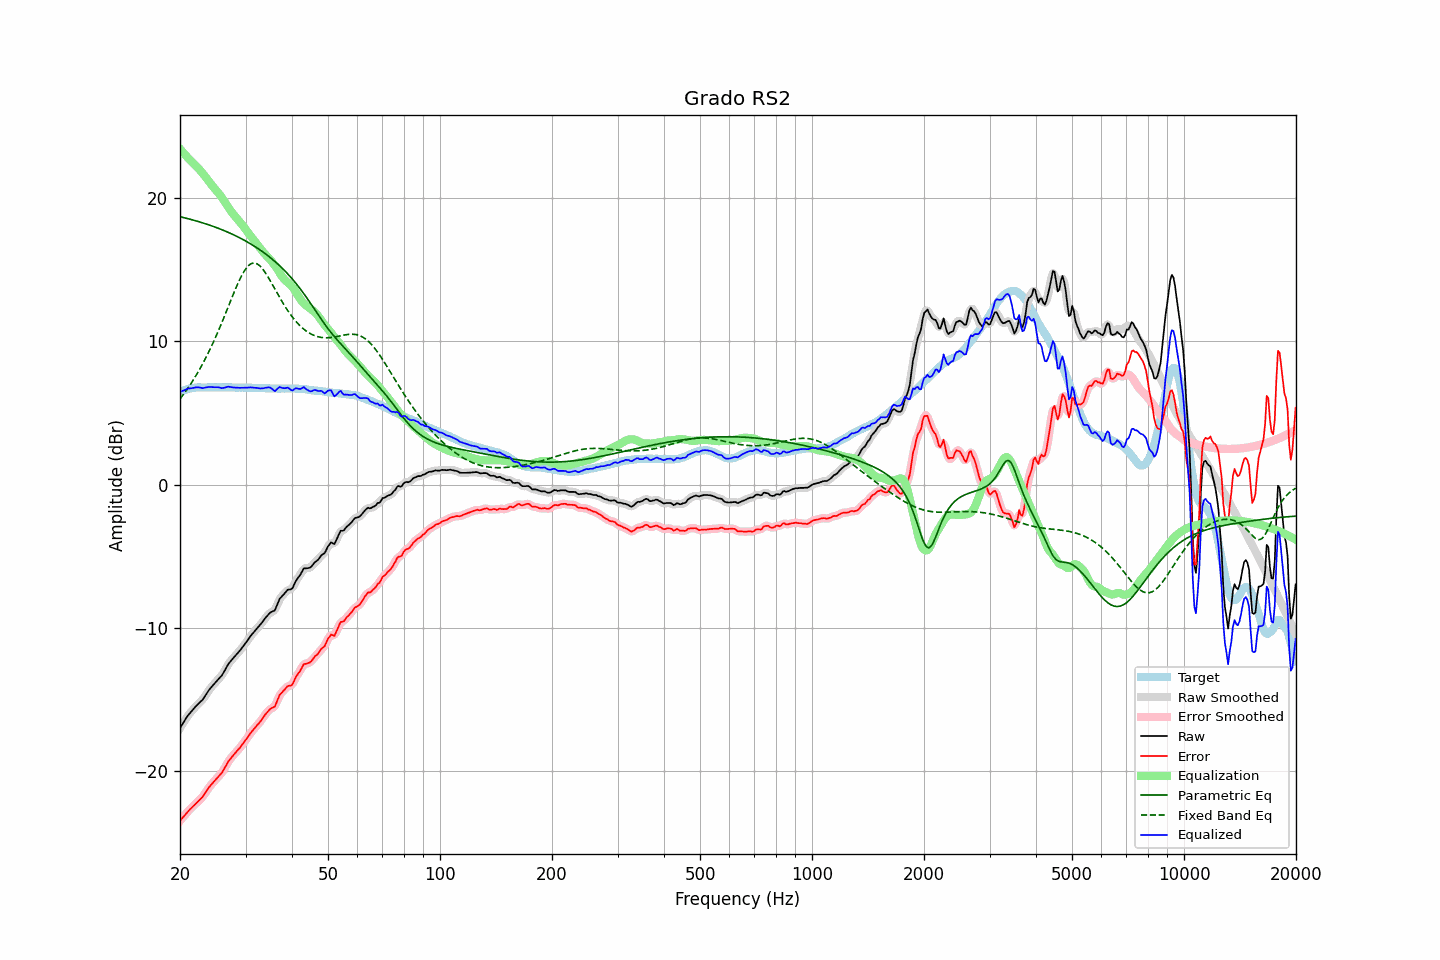 Grado RS2
Amplitude (dBr)
20
10
0
−10
−20
20
50
100
200
500
1000
2000
5000
10000
20000
Frequency (Hz)
Target
Raw Smoothed
Error Smoothed
Raw
Error
Equalization
Parametric Eq
Fixed Band Eq
Equalized